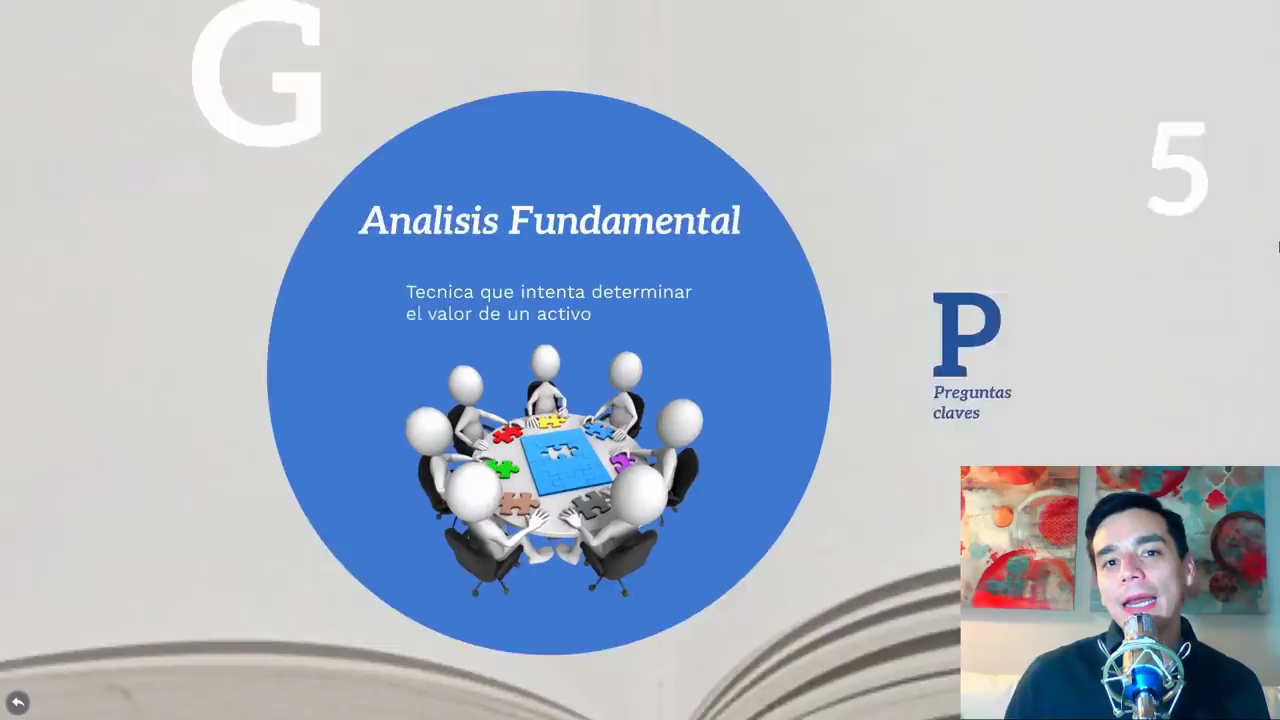 G
Analisis Fundamental
Tecnica que intenta determinar
el valor de un activo
5
P
Preguntas
claves